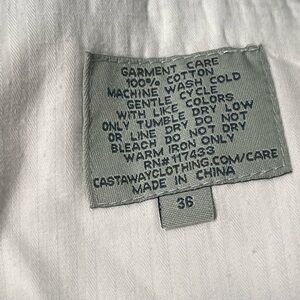 GARMENT CARE
100% COTTON
MACHINE WASH COLD
GENTLE CYCLE
WITH LIKE COLORS
ONLY TUMBLE DRY LOW
OR LINE DRY DO NOT DRY
BLEACH DO NOT DRY
WARM IRON ONLY
RN#117433
CASTAWAYCLOTHING.COM/CARE
MADE IN CHINA
36